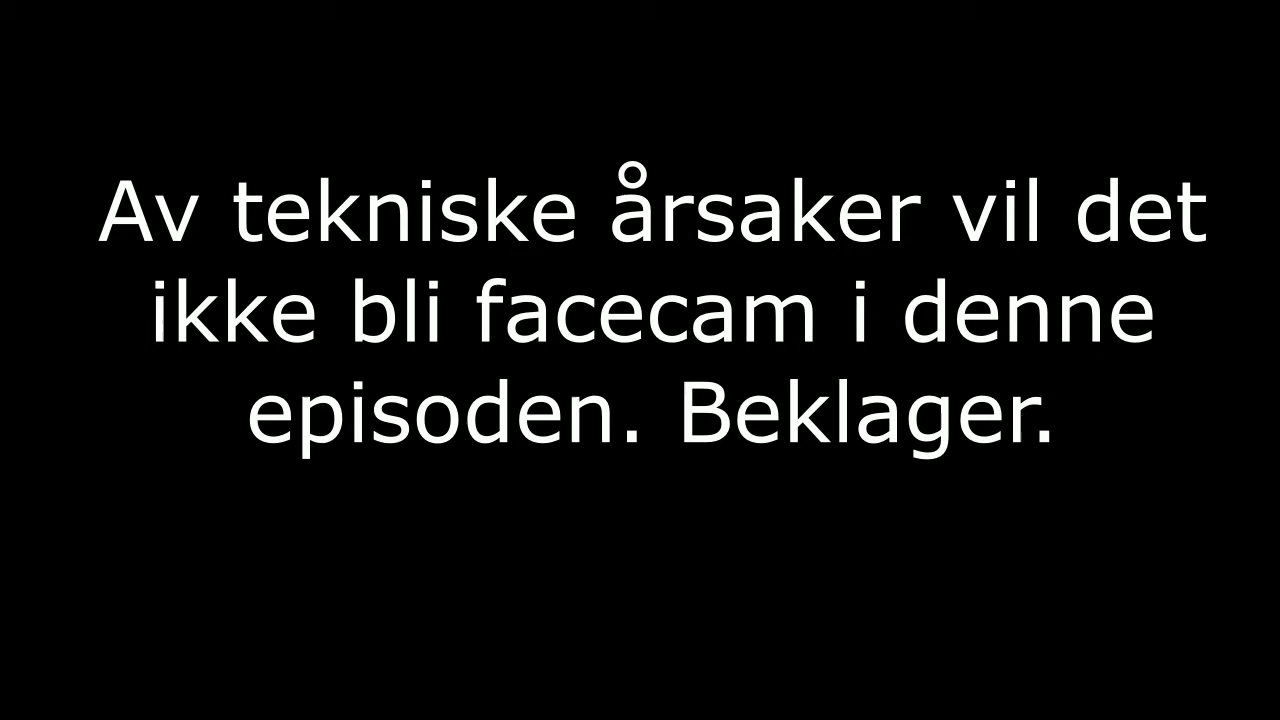 Av tekniske årsaker vil det
ikke bli facecam i denne
episoden. Beklager.